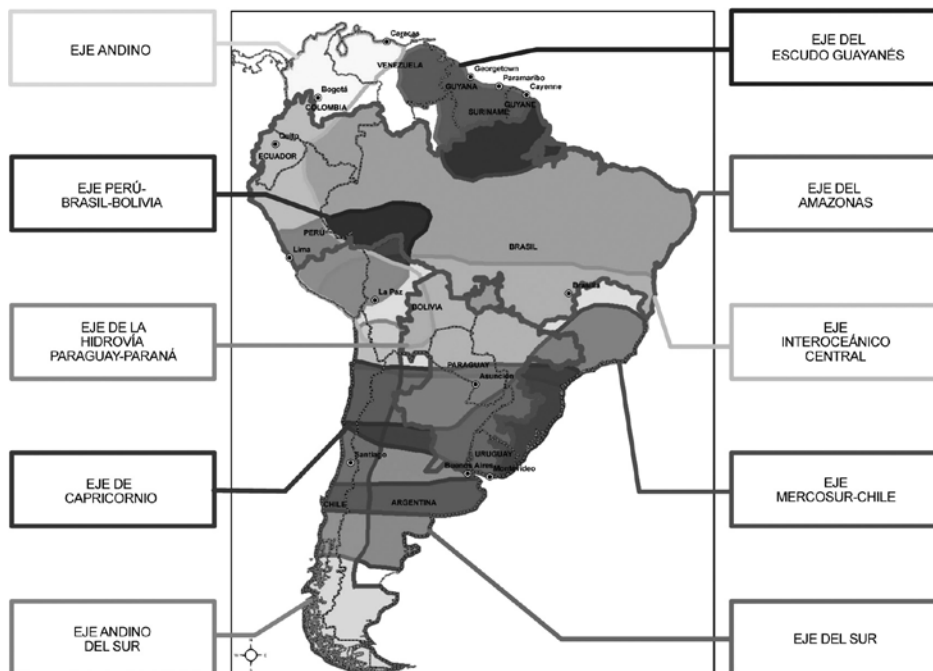 EJE ANDINO
EJE PERÚ-
BRASIL-BOLIVIA
EJE DE LA
HIDROVÍA
PARAGUAY-PARANÁ
EJE DE
CAPRICORNIO
EJE ANDINO
DEL SUR
Caracas
VENEZUELA
Georgetown
Paramaribo
GUYANA
Cayenne
Bogotá
GUYANE
COLOMBIA
SURINAME
Quito
ECUADOR
PERÚ
BRASIL
Lima
La Paz
Brasilia
BOLIVIA
PARAGUAY
Asunción
URUGUAY
Santiago
Buenos Aires
Montevideo
CHILE
ARGENTINA
EJE DEL
ESCUDO GUAYANÉS
EJE DEL
AMAZONAS
EJE
INTEROCEÁNICO
CENTRAL
EJE
MERCOSUR-CHILE
EJE DEL SUR